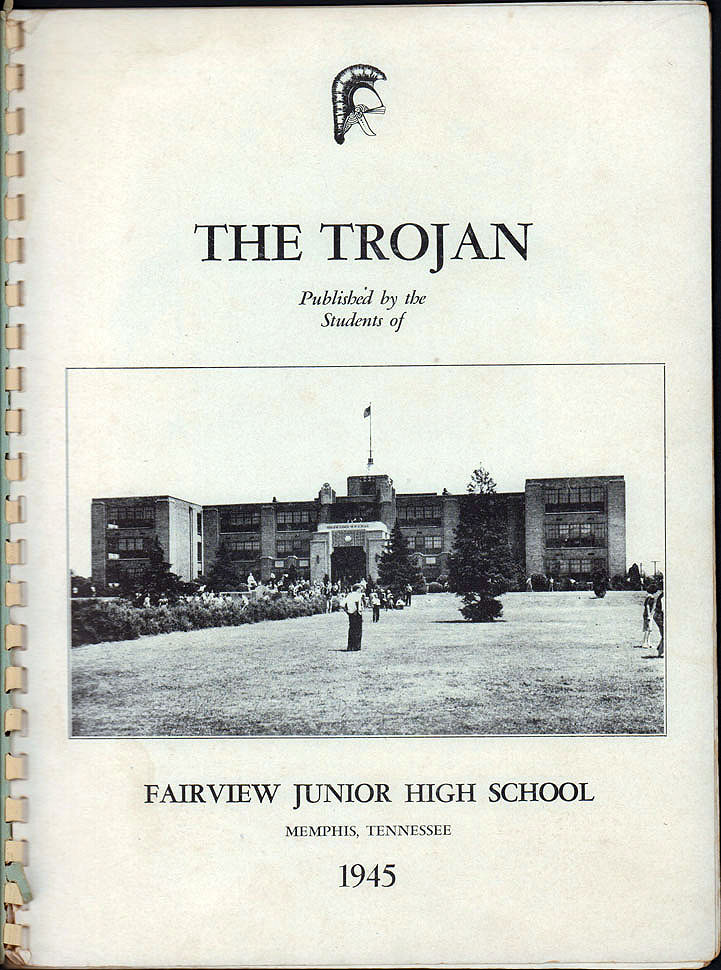 THE TROJAN
Published by the
Students of
FAIRVIEW JUNIOR HIGH SCHOOL
MEMPHIS, TENNESSEE
1945